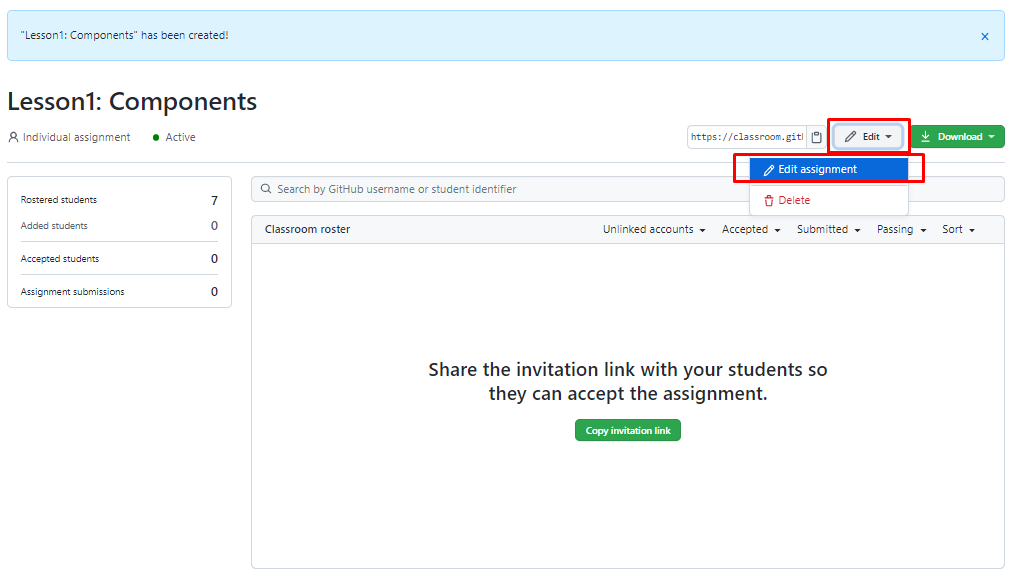 "Lesson1: Components" has been created!
Lesson1: Components
Individual assignment
Active
https://classroom.git
Edit
Download
Edit assignment
Delete
Rostered students 7
Added students 0
Accepted students 0
Assignment submissions 0
Search by GitHub username or student identifier
Classroom roster
Unlinked accounts
Accepted
Submitted
Passing
Sort
Share the invitation link with your students so
they can accept the assignment.
Copy invitation link